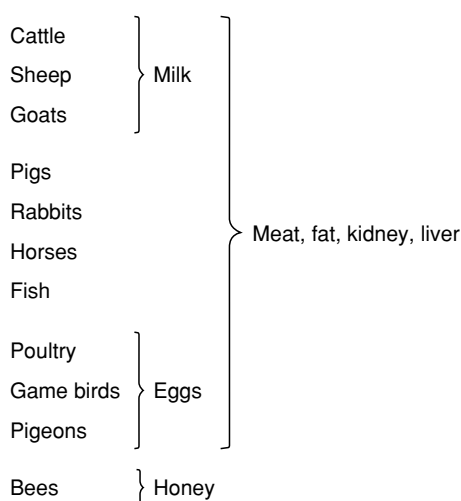 Cattle
Sheep } Milk
Goats
Pigs
Rabbits
Horses
Meat, fat, kidney, liver
Fish
Poultry
Game birds } Eggs
Pigeons
Bees } Honey